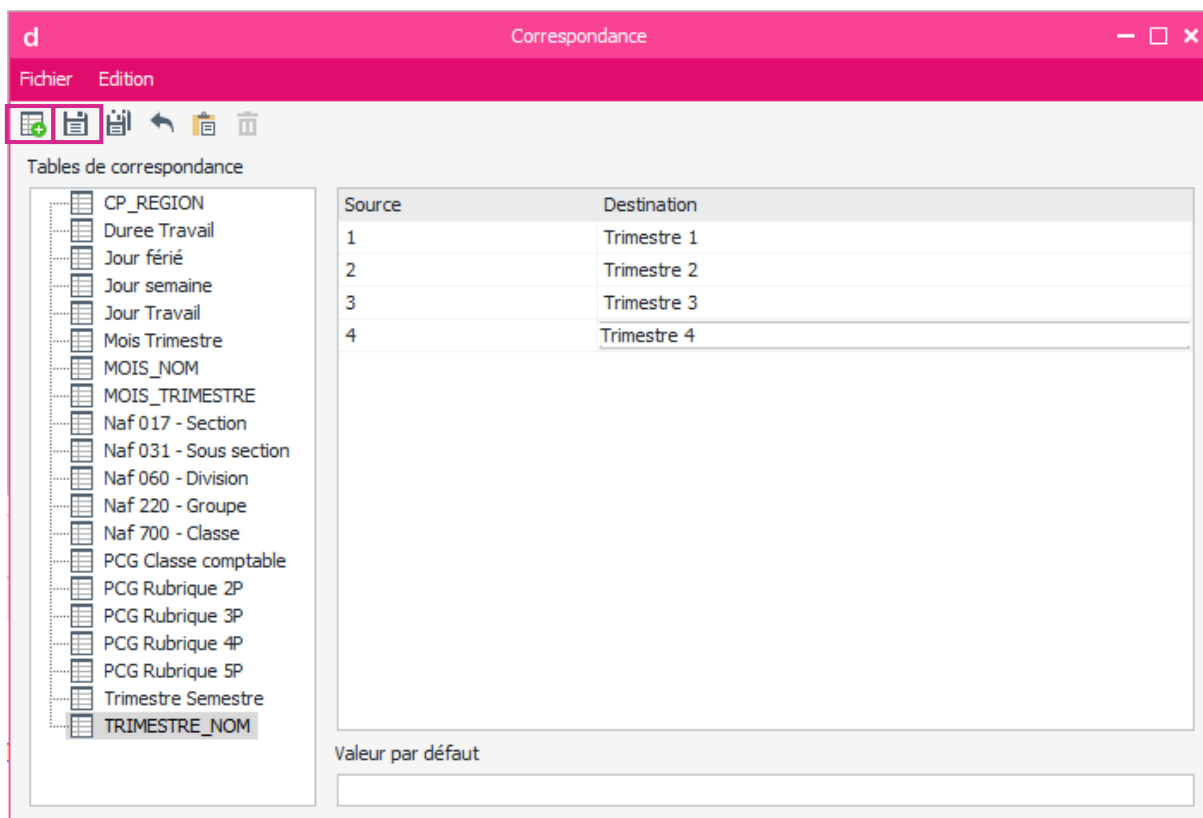 d Correspondance
Fichier Edition
Tables de correspondance
CP_REGION
Duree Travail
Jour férié
Jour semaine
Jour Travail
Mois Trimestre
MOIS_NOM
MOIS_TRIMESTRE
Naf 017 - Section
Naf 031 - Sous section
Naf 060 - Division
Naf 220 - Groupe
Naf 700 - Classe
PCG Classe comptable
PCG Rubrique 2P
PCG Rubrique 3P
PCG Rubrique 4P
PCG Rubrique 5P
Trimestre Semestre
TRIMESTRE_NOM
Source Destination
1 Trimestre 1
2 Trimestre 2
3 Trimestre 3
4 Trimestre 4
Valeur par défaut